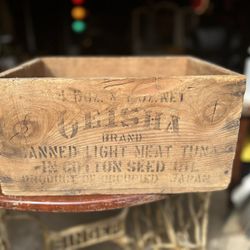 GEISHA
BRAND
CANNED LIGHT MEAT TUNA
IN COTTON SEED OIL
PRODUCT OF OCCUPIED JAPAN